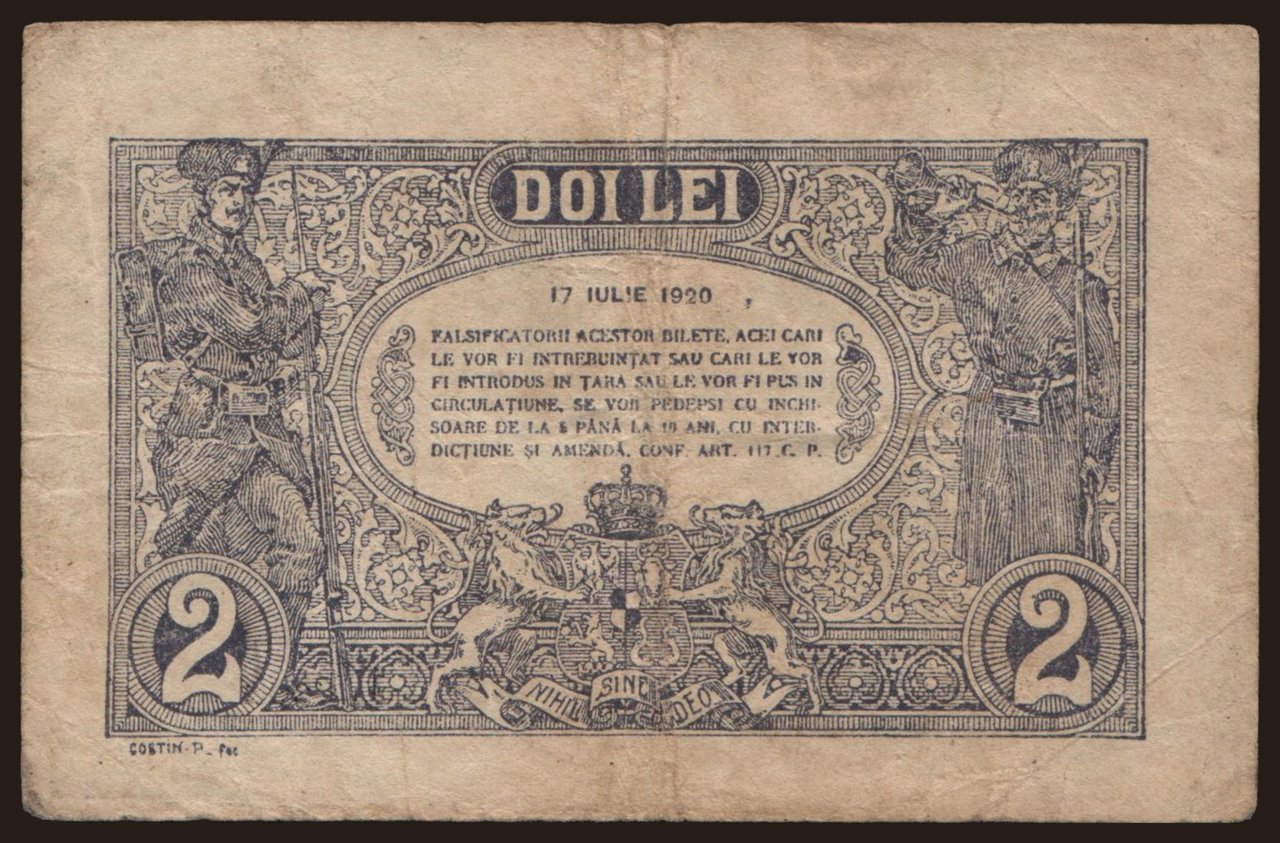 DOI LEI
17 IULIE 1920
FALSIFICATORII ACESTOR BILETE, ACEI CARI
LE VOR FI INTREBUINȚAT SAU CARI LE VOR
FI INTRODUS IN ȚARA SAU LE VOR FI PUS IN
CIRCULAȚIUNE, SE VOR PEDEPSI CU INCHI-
SOARE DE LA 5 PÂNĂ LA 10 ANI, CU INTER-
DICȚIUNE ȘI AMENDĂ, CONF. ART. 117 C. P.
2
2
NIHIL SINE DEO
COSTIN-P. fec